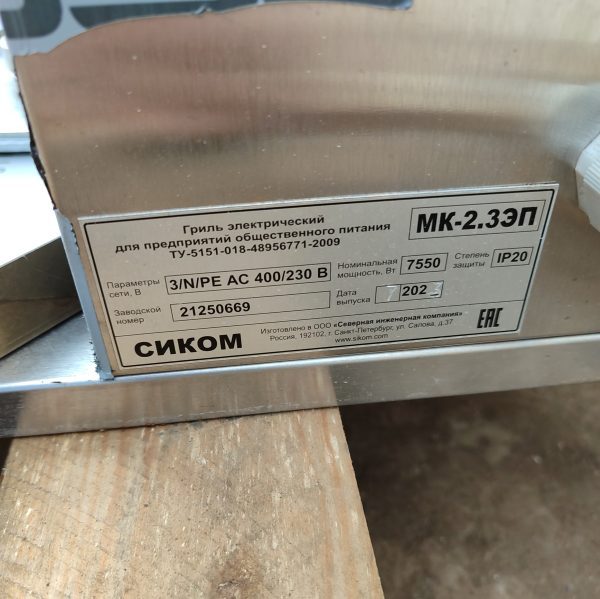 Гриль электрический
для предприятий общественного питания
ТУ-5151-018-48956771-2009
МК-2.3ЭП
Параметры сети, В
3/N/PE AC 400/230 В
Номинальная мощность, Вт
7550
Степень защиты
IP20
Заводской номер
21250669
Дата выпуска
202
СИКОМ
Изготовлено в ООО «Северная инженерная компания»
Россия, 192102, г. Санкт-Петербург, ул. Салова, д.37
www.sikom.com
EAC